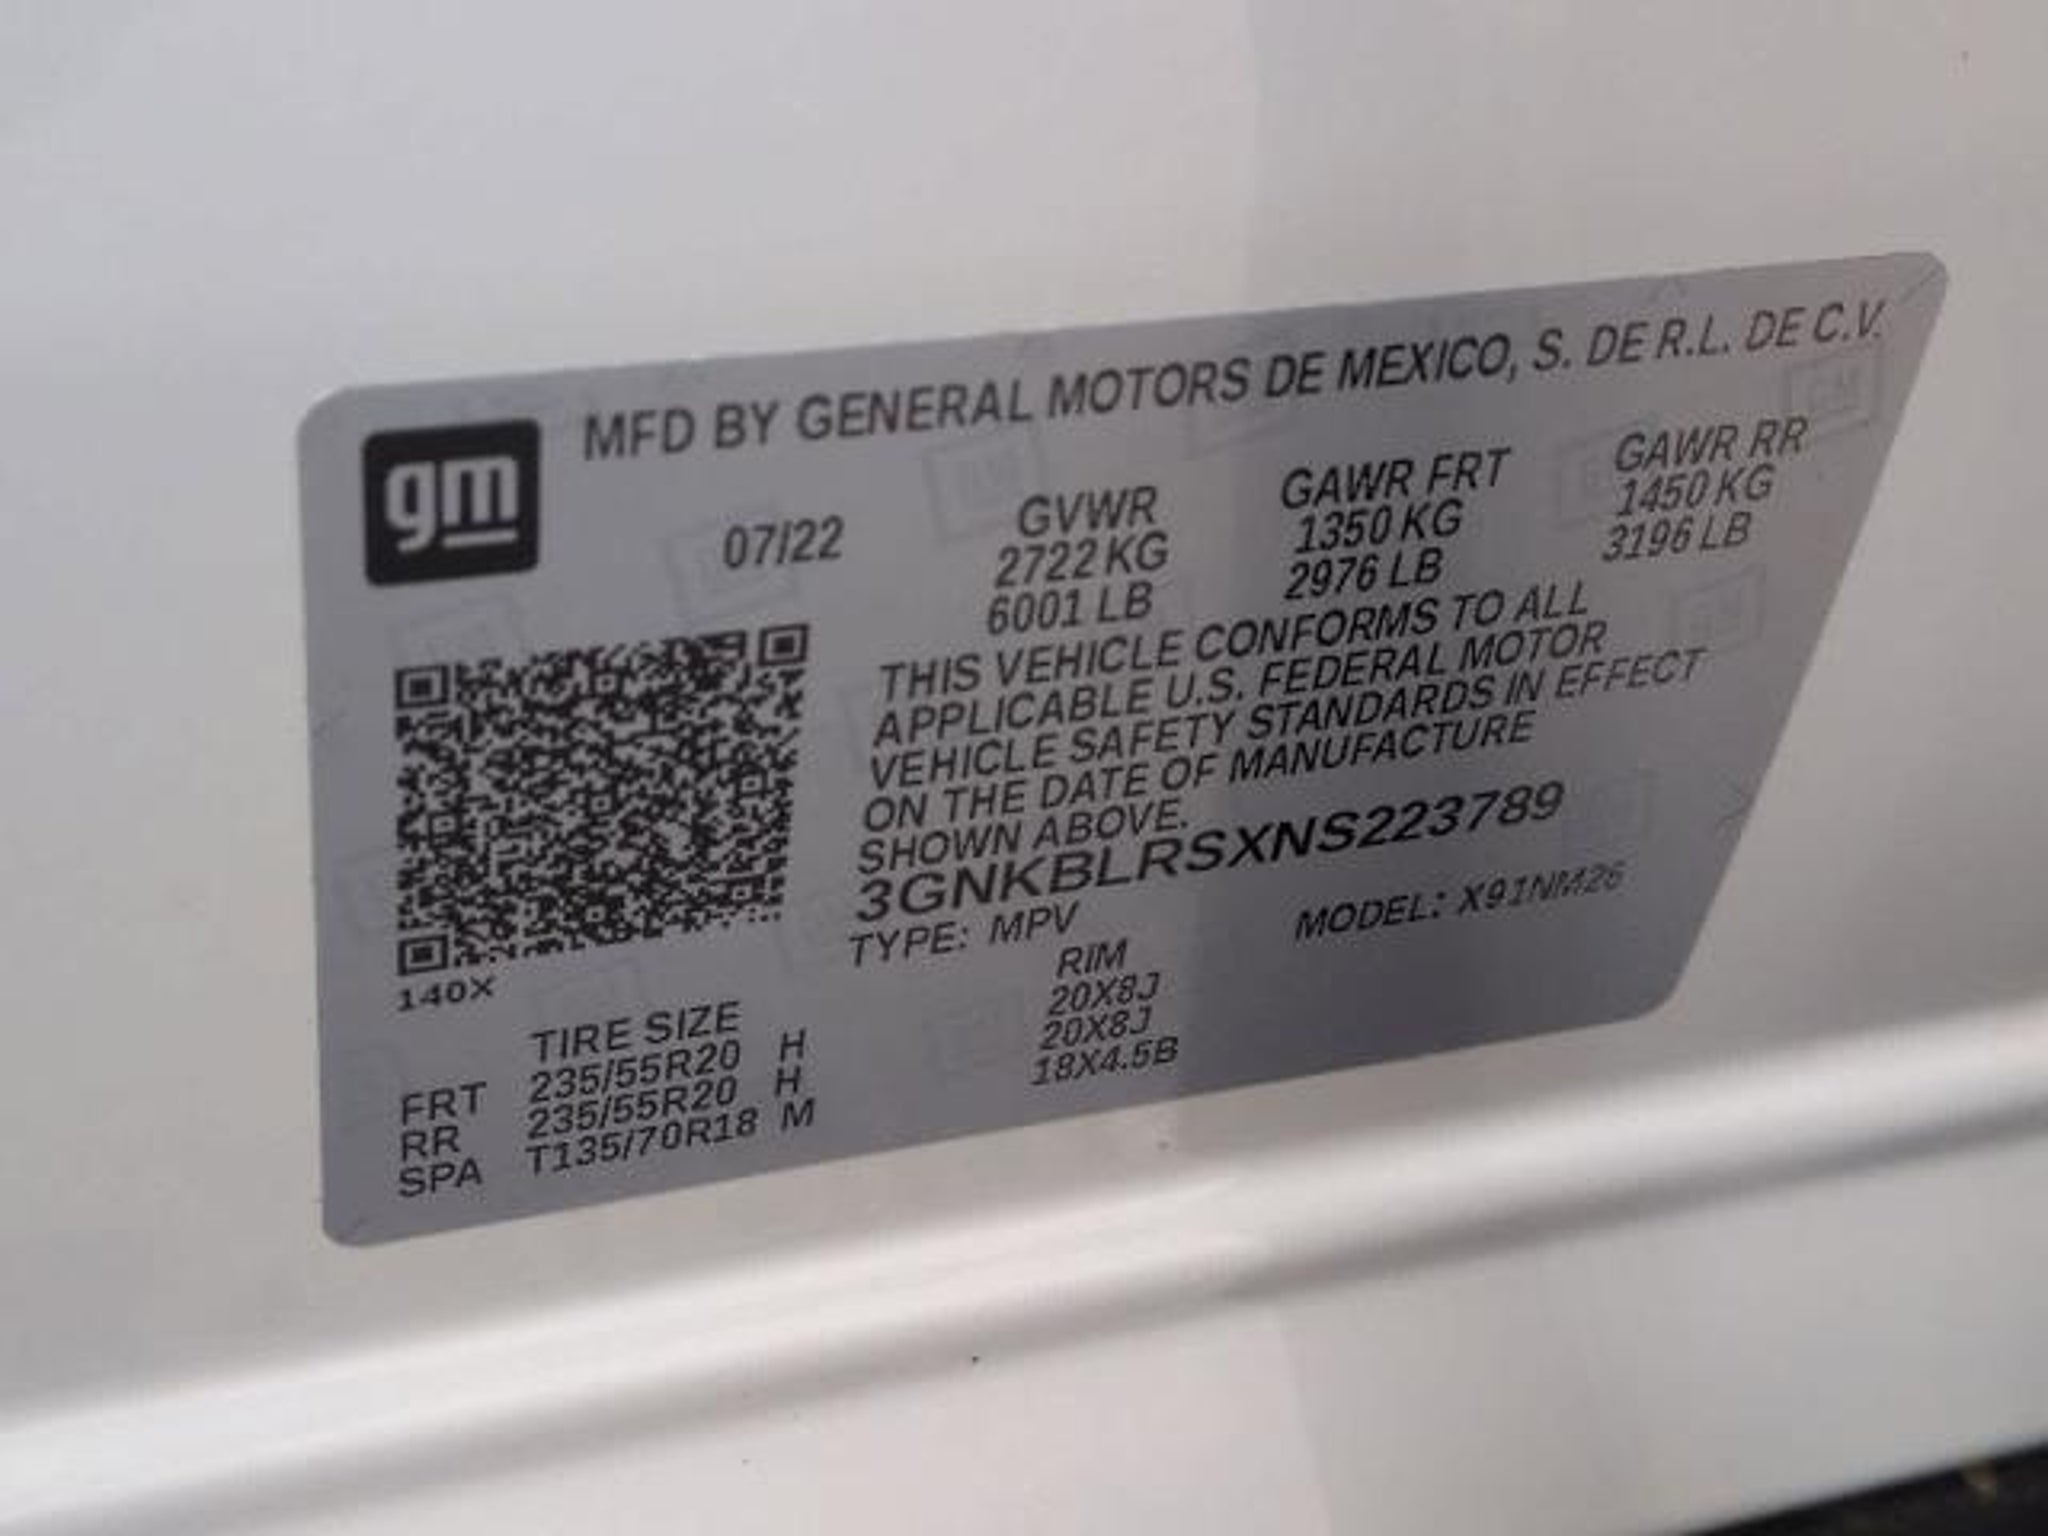 MFD BY GENERAL MOTORS DE MEXICO, S. DE R.L. DE C.V.
gm
07/22
GVWR
2722 KG
6001 LB
GAWR FRT
1350 KG
2976 LB
GAWR RR
1450 KG
3196 LB
THIS VEHICLE CONFORMS TO ALL
APPLICABLE U.S. FEDERAL MOTOR
VEHICLE SAFETY STANDARDS IN EFFECT
ON THE DATE OF MANUFACTURE
SHOWN ABOVE.
3GNKBLRSXNS223789
TYPE: MPV MODEL: X91NM26
140X
TIRE SIZE RIM
FRT 235/55R20 H 20X8J
RR 235/55R20 H 20X8J
SPA T135/70R18 M 18X4.5B